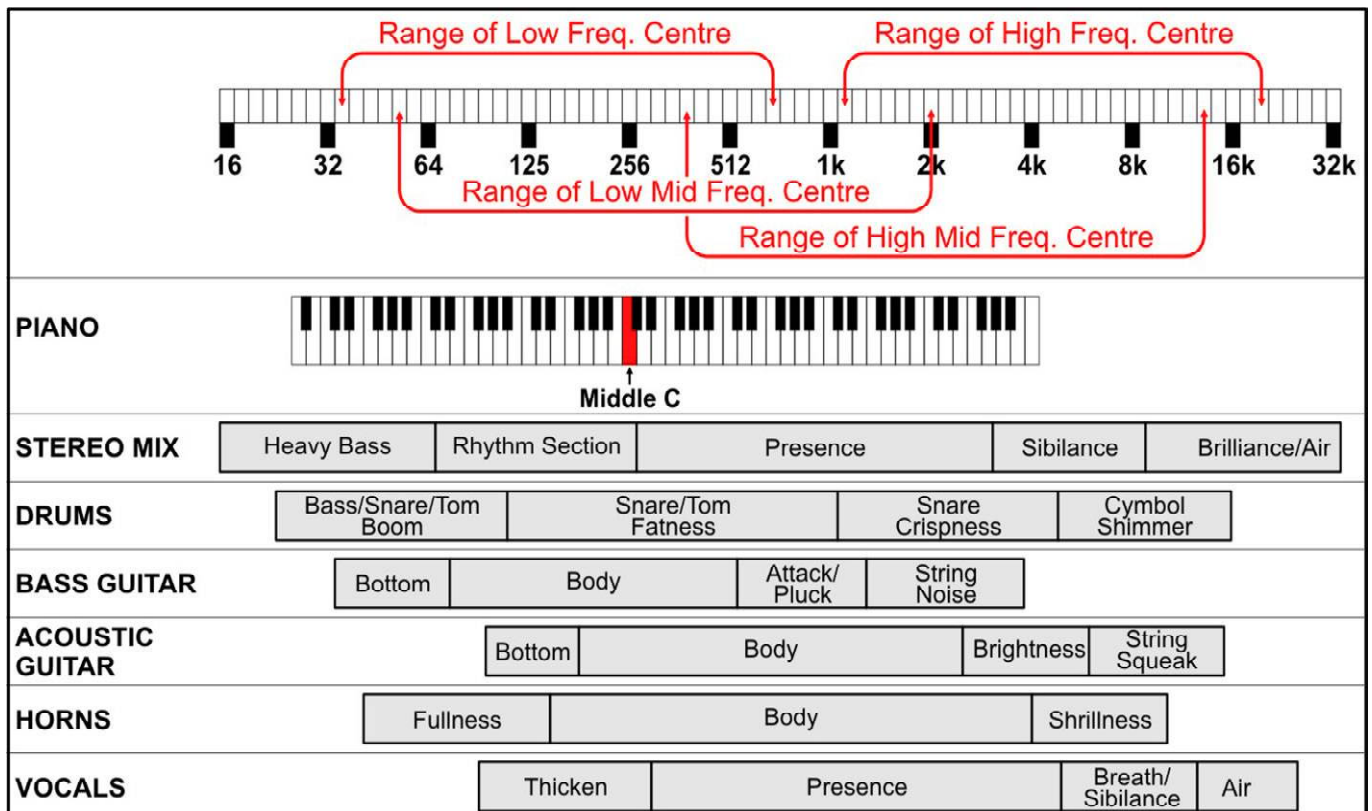 Range of Low Freq. Centre Range of High Freq. Centre
16 32 64 125 256 512 1k 2k 4k 8k 16k 32k
Range of Low Mid Freq. Centre
Range of High Mid Freq. Centre
PIANO
Middle C
STEREO MIX Heavy Bass Rhythm Section Presence Sibilance Brilliance/Air
DRUMS
Bass/Snare/Tom
Boom
Snare/Tom
Fatness
Snare
Crispness
Cymbol
Shimmer
BASS GUITAR
Bottom
Body
Attack/
Pluck
String
Noise
ACOUSTIC
GUITAR
Bottom
Body
Brightness
String
Squeak
HORNS Fullness Body Shrillness
VOCALS
Thicken
Presence
Breath/
Sibilance
Air